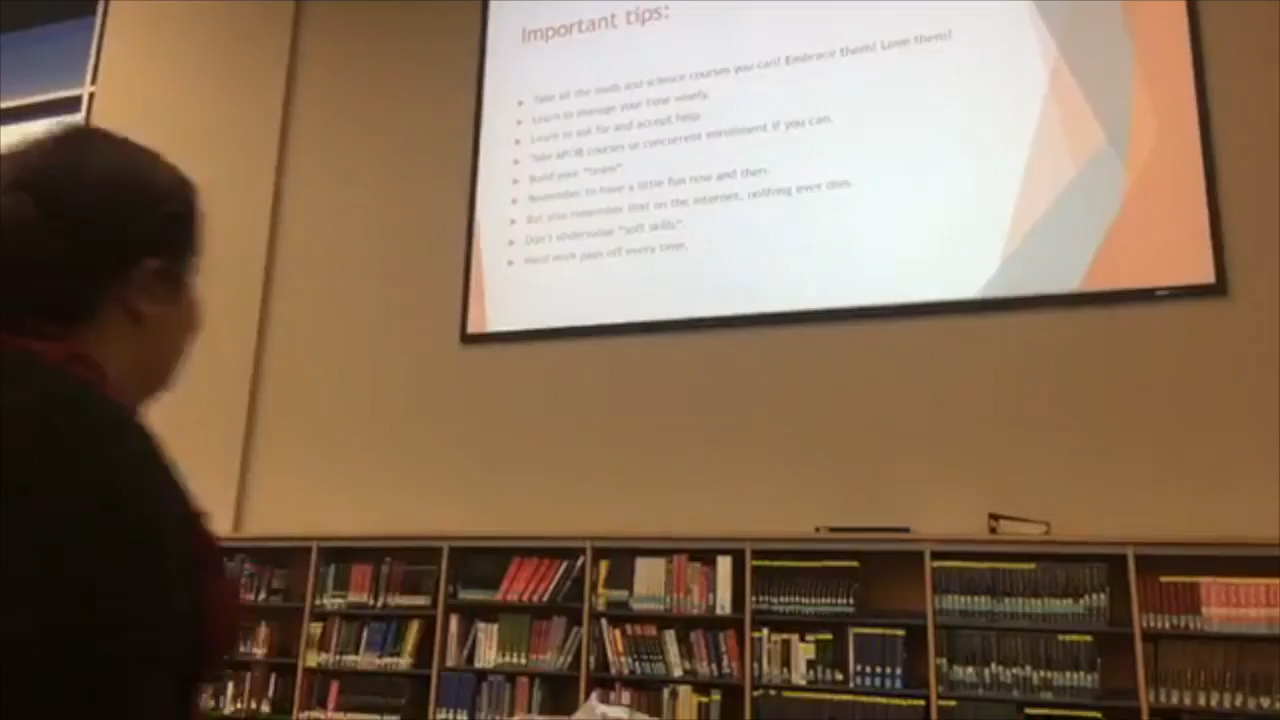 Important tips:
Take all the math and science courses you can! Embrace them! Love them!
Learn to manage your time wisely.
Learn to ask for and accept help.
Take AP/IB courses or concurrent enrollment if you can.
Build your "team".
Remember to have a little fun now and then.
But also remember that on the internet, nothing ever dies.
Don't undervalue "soft skills".
Hard work pays off every time.